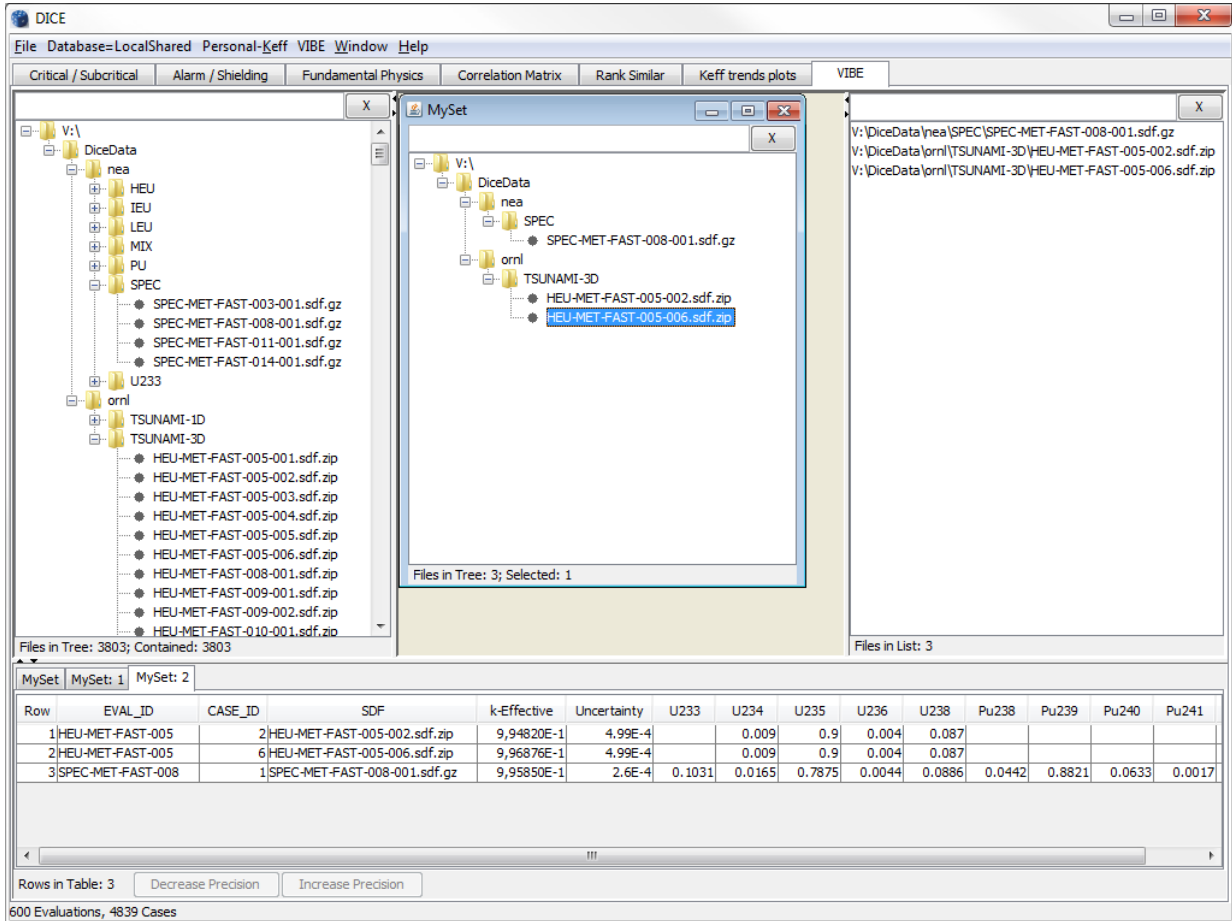 DICE
File Database=LocalShared Personal-Keff VIBE Window Help
Critical / Subcritical Alarm / Shielding Fundamental Physics Correlation Matrix Rank Similar Keff trends plots VIBE
X
V:\
DiceData
nea
HEU
IEU
LEU
MIX
PU
SPEC
SPEC-MET-FAST-003-001.sdf.gz
SPEC-MET-FAST-008-001.sdf.gz
SPEC-MET-FAST-011-001.sdf.gz
SPEC-MET-FAST-014-001.sdf.gz
U233
ornl
TSUNAMI-1D
TSUNAMI-3D
HEU-MET-FAST-005-001.sdf.zip
HEU-MET-FAST-005-002.sdf.zip
HEU-MET-FAST-005-003.sdf.zip
HEU-MET-FAST-005-004.sdf.zip
HEU-MET-FAST-005-005.sdf.zip
HEU-MET-FAST-005-006.sdf.zip
HEU-MET-FAST-008-001.sdf.zip
HEU-MET-FAST-009-001.sdf.zip
HEU-MET-FAST-009-002.sdf.zip
HEU-MET-FAST-010-001.sdf.zip
Files in Tree: 3803; Contained: 3803
MySet
X
V:\
DiceData
nea
SPEC
SPEC-MET-FAST-008-001.sdf.gz
ornl
TSUNAMI-3D
HEU-MET-FAST-005-002.sdf.zip
HEU-MET-FAST-005-006.sdf.zip
Files in Tree: 3; Selected: 1
X
V:\DiceData\nea\SPEC\SPEC-MET-FAST-008-001.sdf.gz
V:\DiceData\ornl\TSUNAMI-3D\HEU-MET-FAST-005-002.sdf.zip
V:\DiceData\ornl\TSUNAMI-3D\HEU-MET-FAST-005-006.sdf.zip
Files in List: 3
MySet MySet: 1 MySet: 2
Row EVAL_ID CASE_ID SDF k-Effective Uncertainty U233 U234 U235 U236 U238 Pu238 Pu239 Pu240 Pu241
1 HEU-MET-FAST-005 2 HEU-MET-FAST-005-002.sdf.zip 9,94820E-1 4.99E-4 0.009 0.9 0.004 0.087
2 HEU-MET-FAST-005 6 HEU-MET-FAST-005-006.sdf.zip 9,96876E-1 4.99E-4 0.009 0.9 0.004 0.087
3 SPEC-MET-FAST-008 1 SPEC-MET-FAST-008-001.sdf.gz 9,95850E-1 2.6E-4 0.1031 0.0165 0.7875 0.0044 0.0886 0.0442 0.8821 0.0633 0.0017
Rows in Table: 3 Decrease Precision Increase Precision
600 Evaluations, 4839 Cases